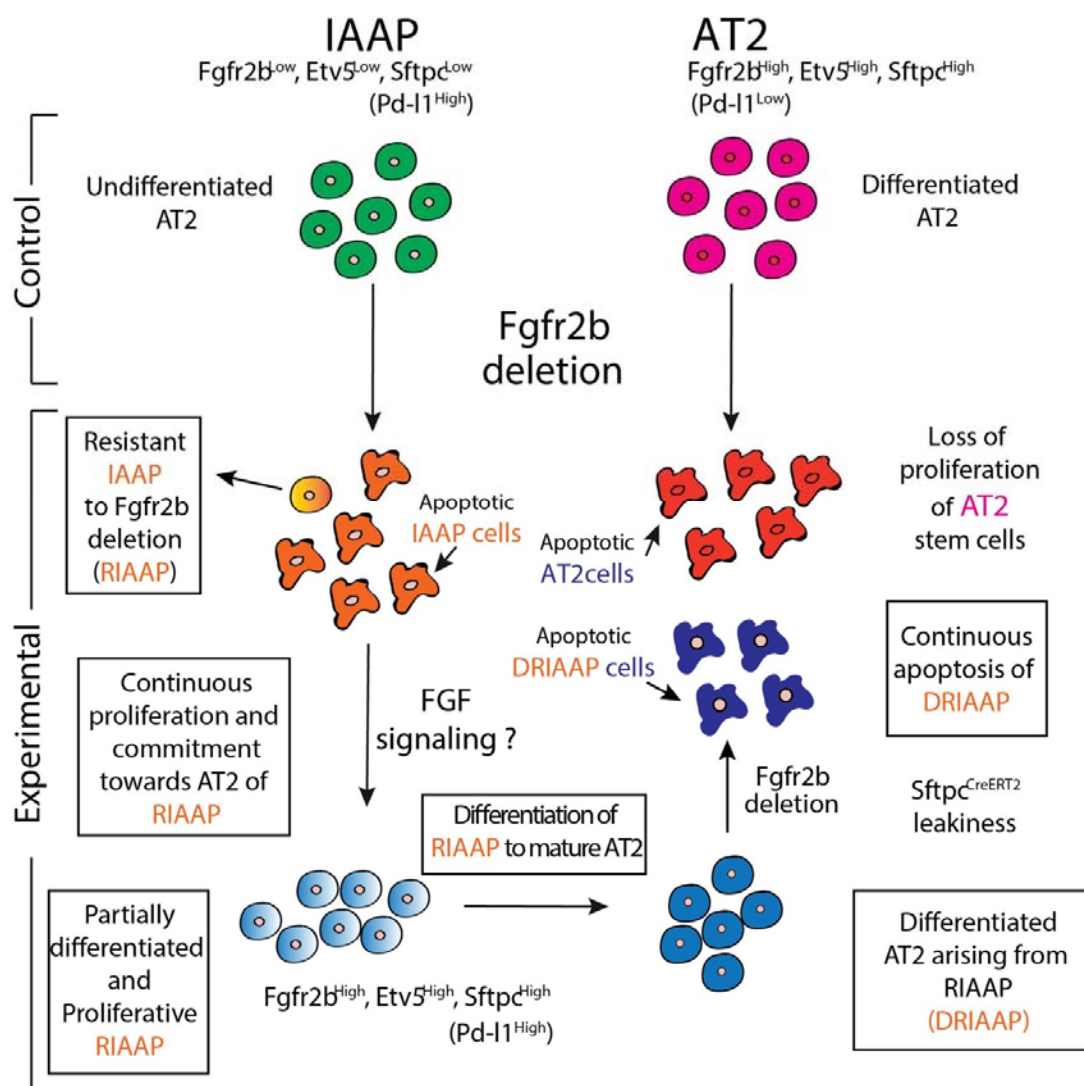 IAAP
Fgfr2bLow, Etv5Low, SftpcLow
(Pd-l1High)
AT2
Fgfr2bHigh, Etv5High, SftpcHigh
(Pd-l1Low)
Control
Undifferentiated
AT2
Differentiated
AT2
Fgfr2b
deletion
Experimental
Resistant
IAAP
to Fgfr2b
deletion
(RIAAP)
Apoptotic
IAAP cells
Apoptotic
AT2cells
Loss of
proliferation
of AT2
stem cells
Apoptotic
DRIAAP cells
Continuous
apoptosis of
DRIAAP
Continuous
proliferation and
commitment
towards AT2 of
RIAAP
FGF
signaling ?
Fgfr2b
deletion
SftpcCreERT2
leakiness
Differentiation of
RIAAP to mature AT2
Partially
differentiated
and
Proliferative
RIAAP
Fgfr2bHigh, Etv5High, SftpcHigh
(Pd-l1High)
Differentiated
AT2 arising from
RIAAP
(DRIAAP)